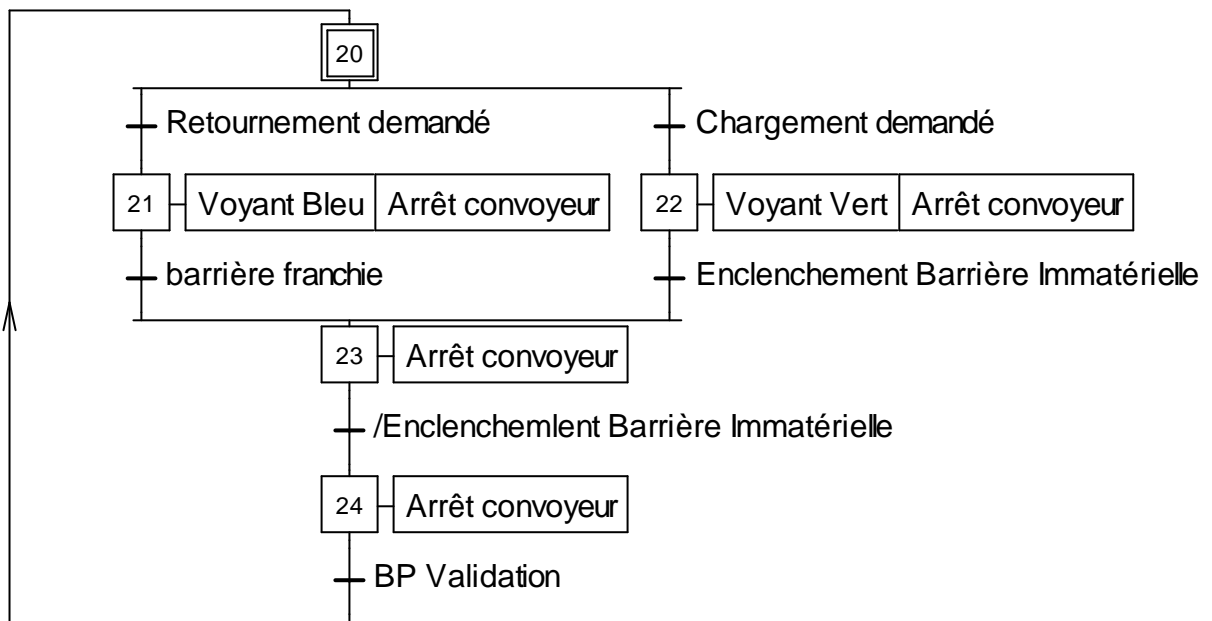 20
Retournement demandé
Chargement demandé
21 Voyant Bleu Arrêt convoyeur
22 Voyant Vert Arrêt convoyeur
barrière franchie
Enclenchement Barrière Immatérielle
23 Arrêt convoyeur
/Enclenchemlent Barrière Immatérielle
24 Arrêt convoyeur
BP Validation